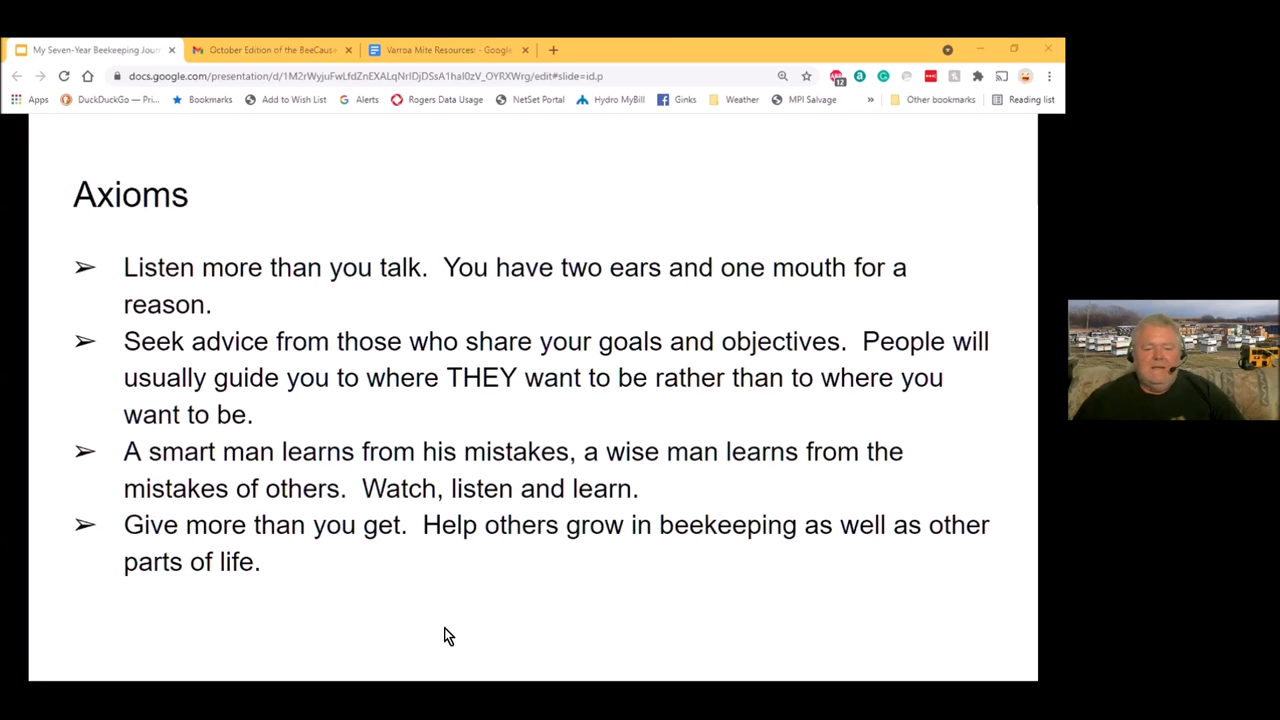 My Seven-Year Beekeeping Jour
October Edition of the BeeCause
Varroa Mite Resources: - Google
docs.google.com/presentation/d/1M2rWyjuFwLfdZnEXALqNrIDjDSsA1hal0zV_OYRXWrg/edit#slide=id.p
12
Apps
DuckDuckGo — Pri...
Bookmarks
Add to Wish List
Alerts
Rogers Data Usage
NetSet Portal
Hydro MyBill
Ginks
Weather
MPI Salvage
»
Other bookmarks
Reading list
Axioms
➢ Listen more than you talk.  You have two ears and one mouth for a
reason.
➢ Seek advice from those who share your goals and objectives.  People will
usually guide you to where THEY want to be rather than to where you
want to be.
➢ A smart man learns from his mistakes, a wise man learns from the
mistakes of others.  Watch, listen and learn.
➢ Give more than you get.  Help others grow in beekeeping as well as other
parts of life.